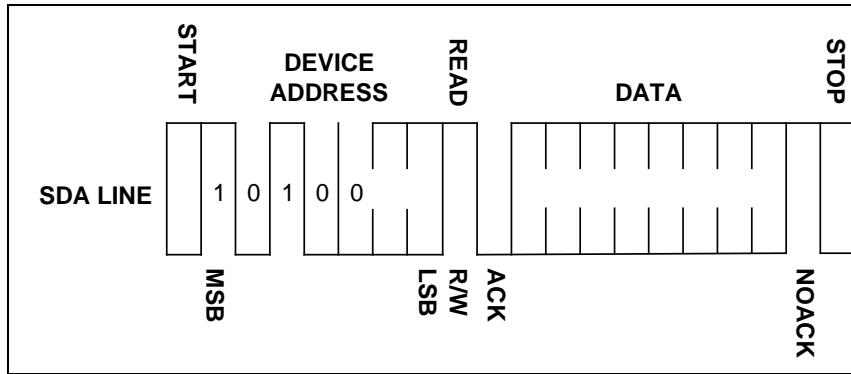 START
DEVICE
ADDRESS
READ
DATA
STOP
SDA LINE
1 0 1 0 0
MSB
LSB
R/W
ACK
NOACK